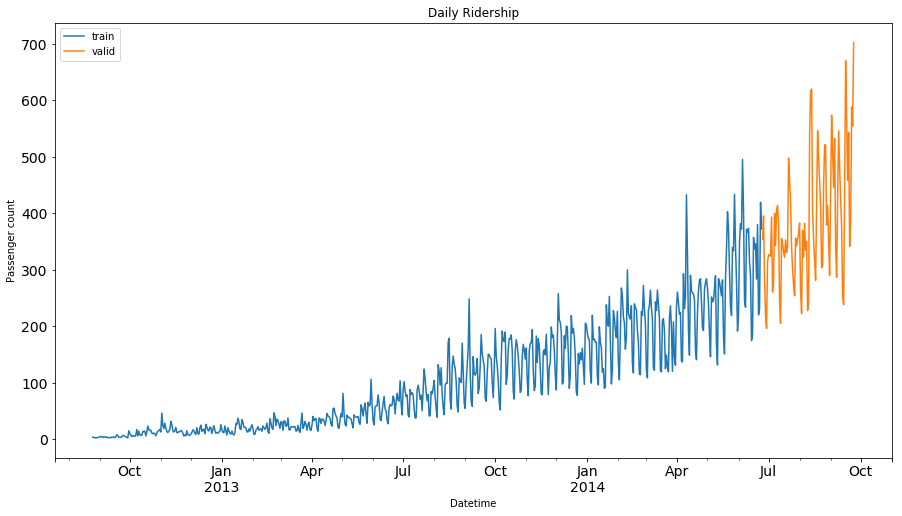 Daily Ridership
train
valid
700
600
500
400
300
200
100
0
Passenger count
Oct Jan Apr Jul Oct Jan Apr Jul Oct
2013 2014
Datetime